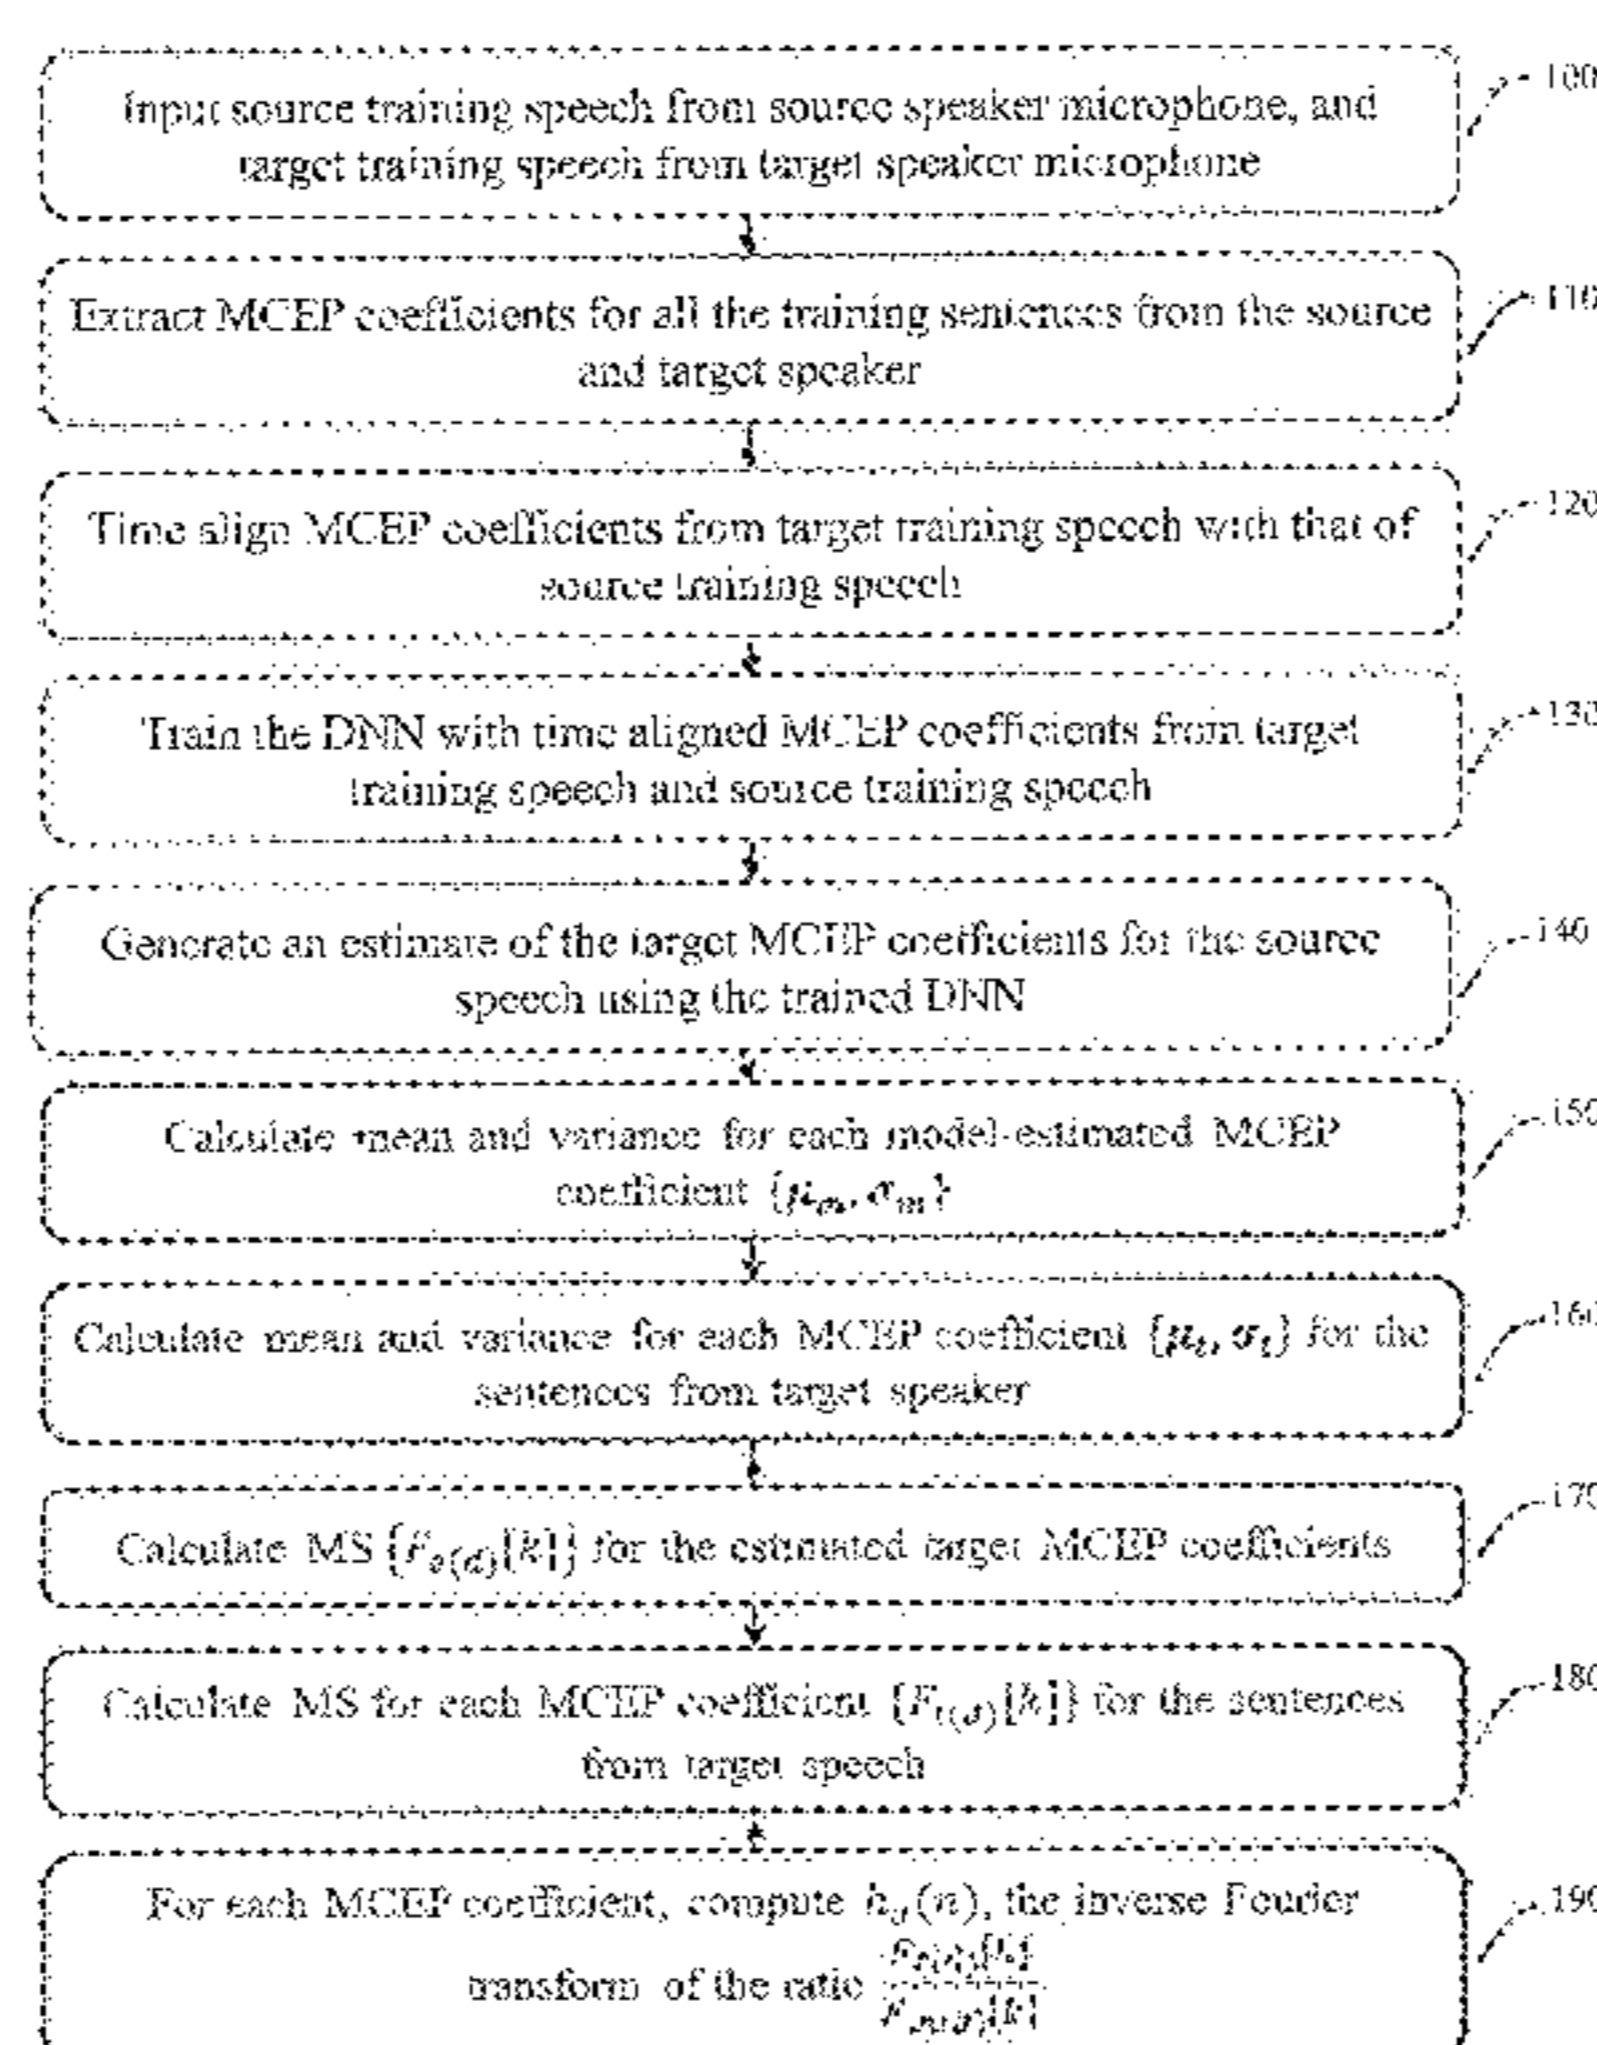 Input source training speech from source speaker microphone, and
target training speech from target speaker microphone
100
Extract MCEP coefficients for all the training sentences from the source
and target speaker
110
Time align MCEP coefficients from target training speech with that of
source training speech
120
Train the DNN with time aligned MCEP coefficients from target
training speech and source training speech
130
Generate an estimate of the target MCEP coefficients for the source
speech using the trained DNN
140
Calculate mean and variance for each model-estimated MCEP
coefficient {μm, σm}
150
Calculate mean and variance for each MCEP coefficient {μt, σt} for the
sentences from target speaker
160
Calculate MS for the estimated target MCEP coefficients
170
Calculate MS for each MCEP coefficient {Ft(d)[k]} for the sentences
from target speech
180
For each MCEP coefficient, compute the inverse Fourier
transform of the ratio
190